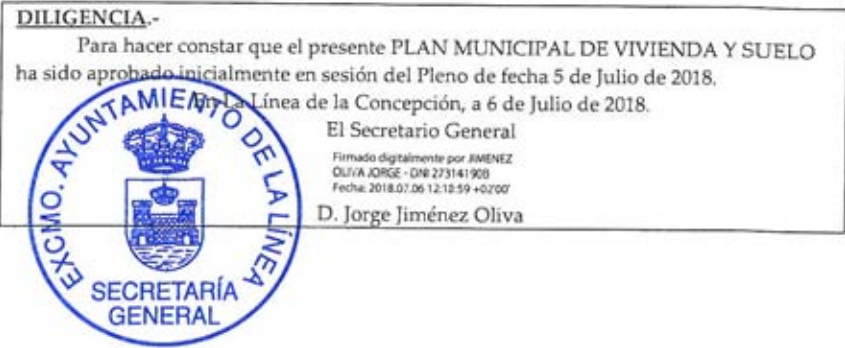 DILIGENCIA.-
Para hacer constar que el presente PLAN MUNICIPAL DE VIVIENDA Y SUELO
ha sido aprobado inicialmente en sesión del Pleno de fecha 5 de Julio de 2018.
En La Línea de la Concepción, a 6 de Julio de 2018.
El Secretario General
Firmado digitalmente por JIMENEZ
OLIVA JORGE - DNI 27314190B
Fecha: 2018.07.06 12:18:59 +02'00'
D. Jorge Jiménez Oliva
EXCMO. AYUNTAMIENTO DE LA LÍNEA
SECRETARÍA
GENERAL